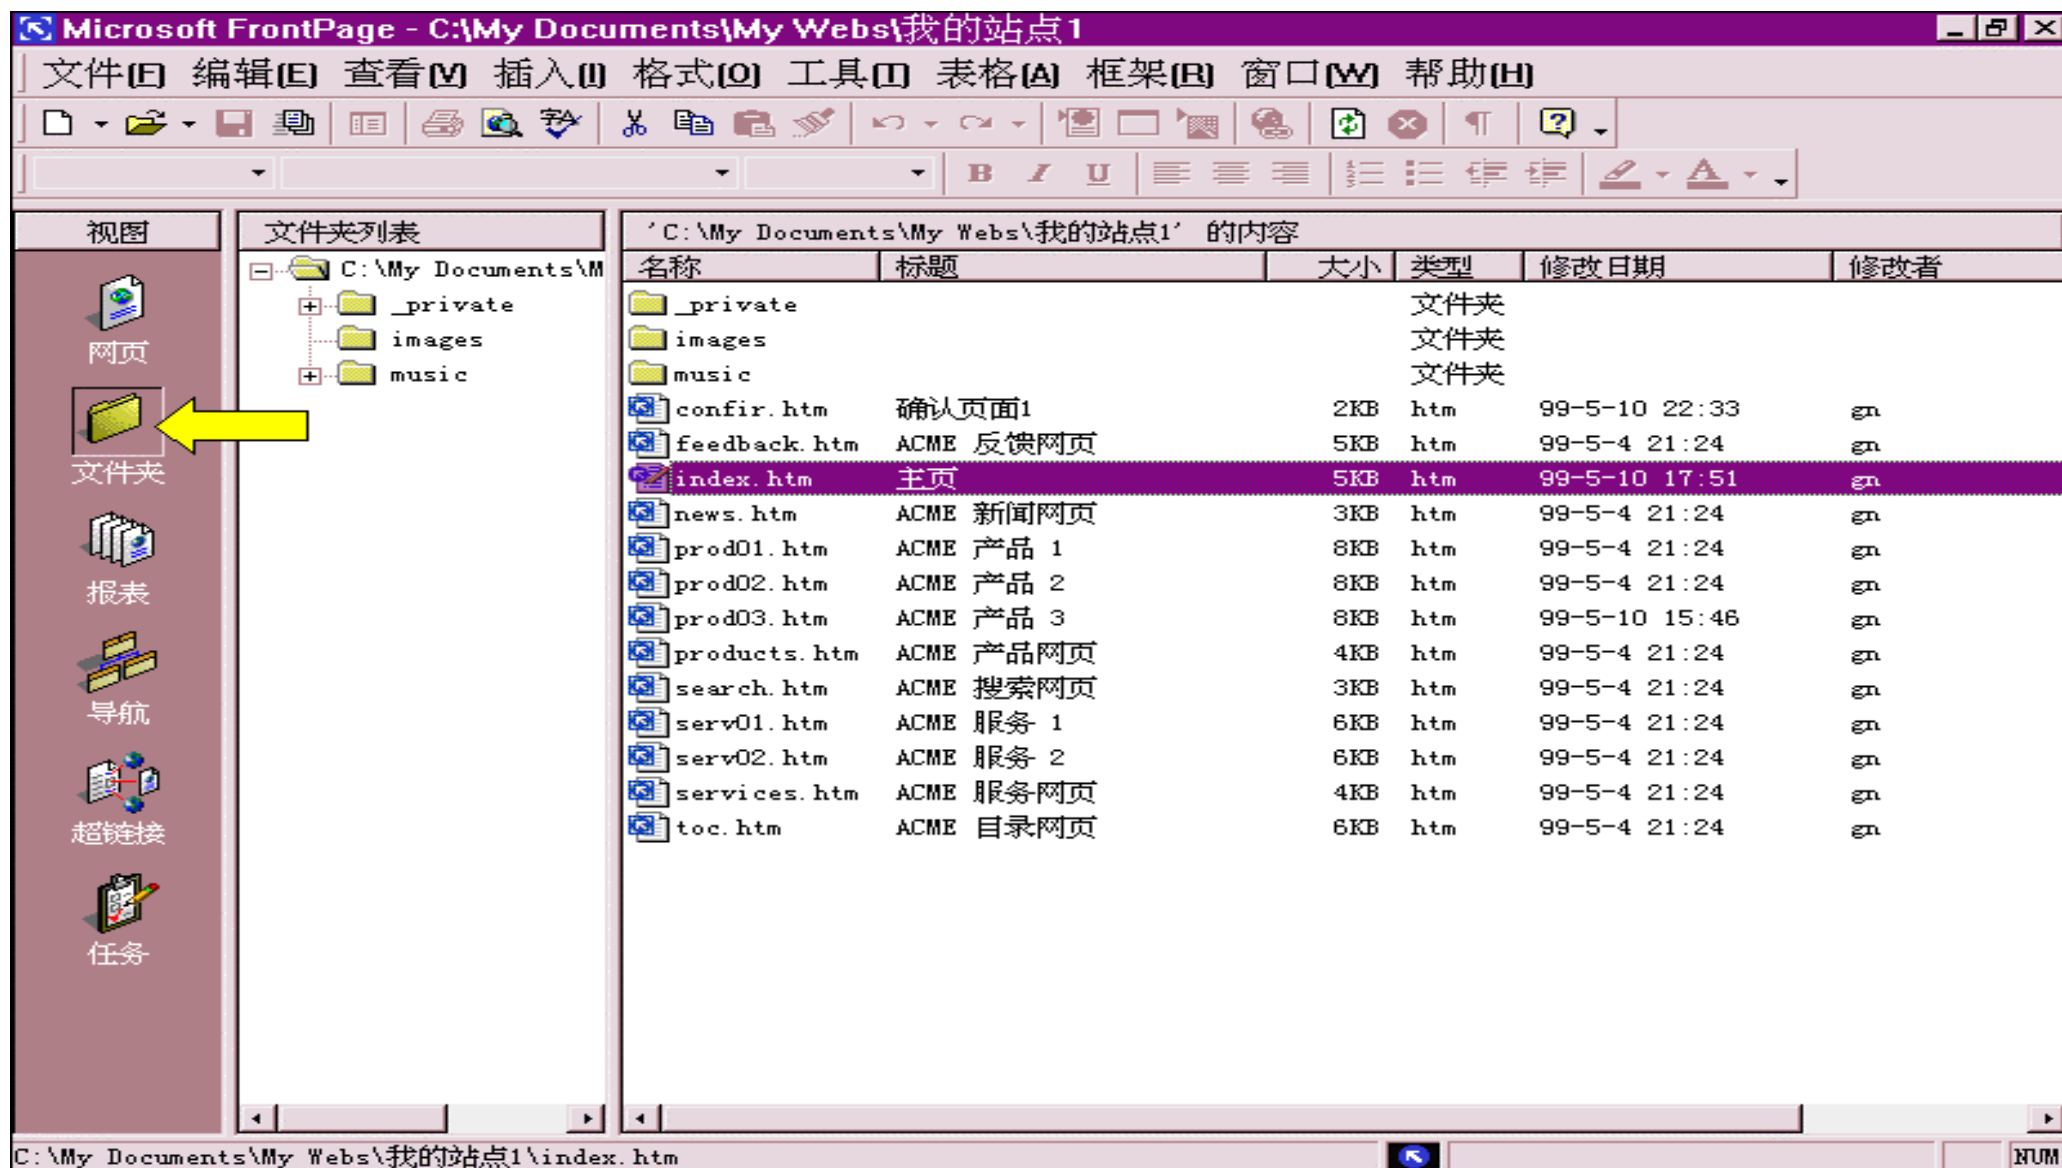 Microsoft FrontPage - C:\My Documents\My Webs\我的站点1
文件(F) 编辑(E) 查看(V) 插入(I) 格式(O) 工具(T) 表格(A) 框架(R) 窗口(W) 帮助(H)
B I U A
视图
网页
文件夹
报表
导航
超链接
任务
文件夹列表
C:\My Documents\M
_private
images
music
'C:\My Documents\My Webs\我的站点1' 的内容
名称 标题 大小 类型 修改日期 修改者
_private 文件夹
images 文件夹
music 文件夹
confir.htm 确认页面1 2KB htm 99-5-10 22:33 gn
feedback.htm ACME 反馈网页 5KB htm 99-5-4 21:24 gn
index.htm 主页 5KB htm 99-5-10 17:51 gn
news.htm ACME 新闻网页 3KB htm 99-5-4 21:24 gn
prod01.htm ACME 产品 1 8KB htm 99-5-4 21:24 gn
prod02.htm ACME 产品 2 8KB htm 99-5-4 21:24 gn
prod03.htm ACME 产品 3 8KB htm 99-5-10 15:46 gn
products.htm ACME 产品网页 4KB htm 99-5-4 21:24 gn
search.htm ACME 搜索网页 3KB htm 99-5-4 21:24 gn
serv01.htm ACME 服务 1 6KB htm 99-5-4 21:24 gn
serv02.htm ACME 服务 2 6KB htm 99-5-4 21:24 gn
services.htm ACME 服务网页 4KB htm 99-5-4 21:24 gn
toc.htm ACME 目录网页 6KB htm 99-5-4 21:24 gn
C:\My Documents\My Webs\我的站点1\index.htm NUM